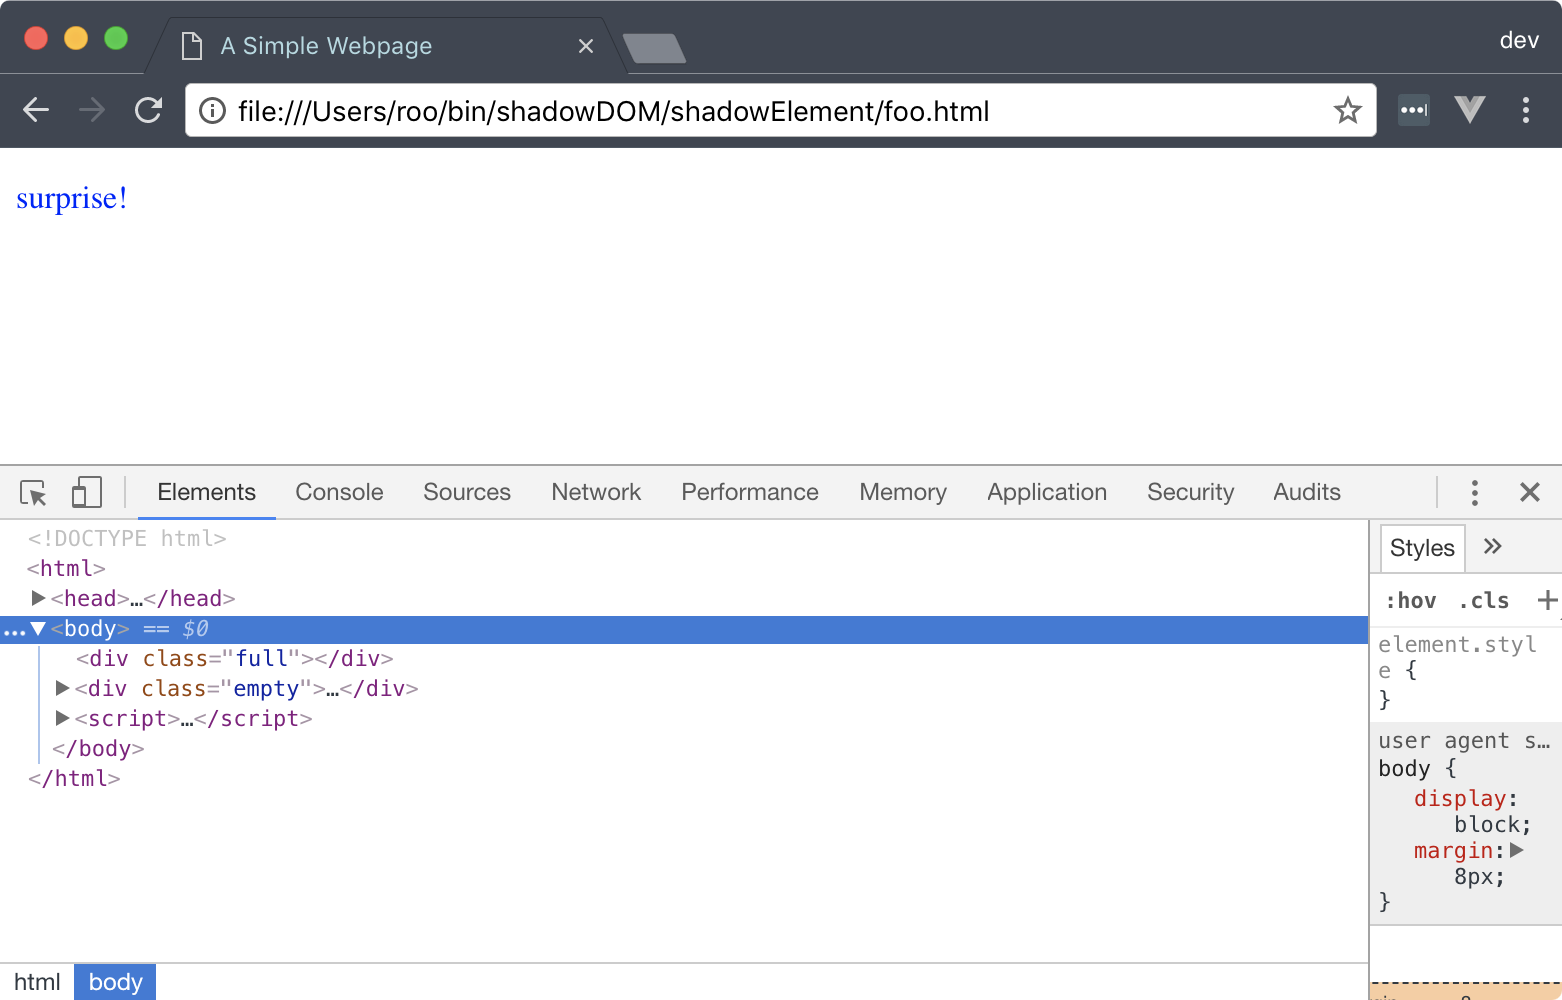 A Simple Webpage
dev
file:///Users/roo/bin/shadowDOM/shadowElement/foo.html
surprise!
Elements Console Sources Network Performance Memory Application Security Audits
<!DOCTYPE html>
<html>
<head>…</head>
<body> == $0
<div class="full"></div>
<div class="empty">…</div>
<script>…</script>
</body>
</html>
html body
Styles
:hov .cls +
element.styl
e {
}
user agent s…
body {
display:
block;
margin:
8px;
}